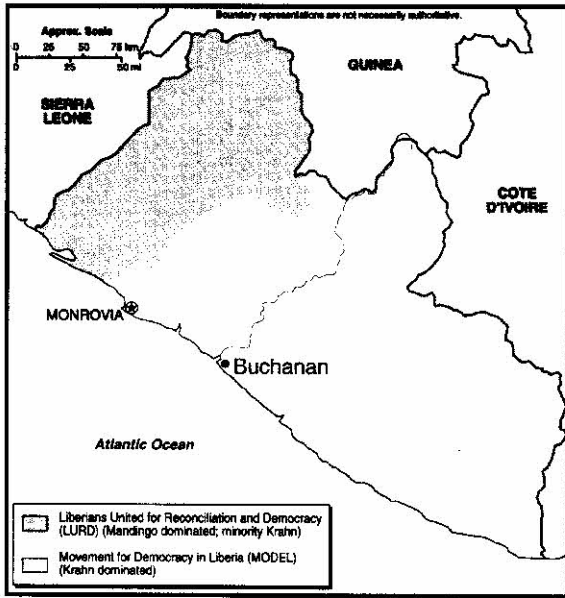 Boundary representations are not necessarily authoritative.
Approx. Scale
0 25 50 75 km
0 25 50 mi
GUINEA
SIERRA
LEONE
COTE
D'IVOIRE
MONROVIA
Buchanan
Atlantic Ocean
Liberians United for Reconciliation and Democracy
(LURD) (Mandingo dominated; minority Krahn)
Movement for Democracy in Liberia (MODEL)
(Krahn dominated)